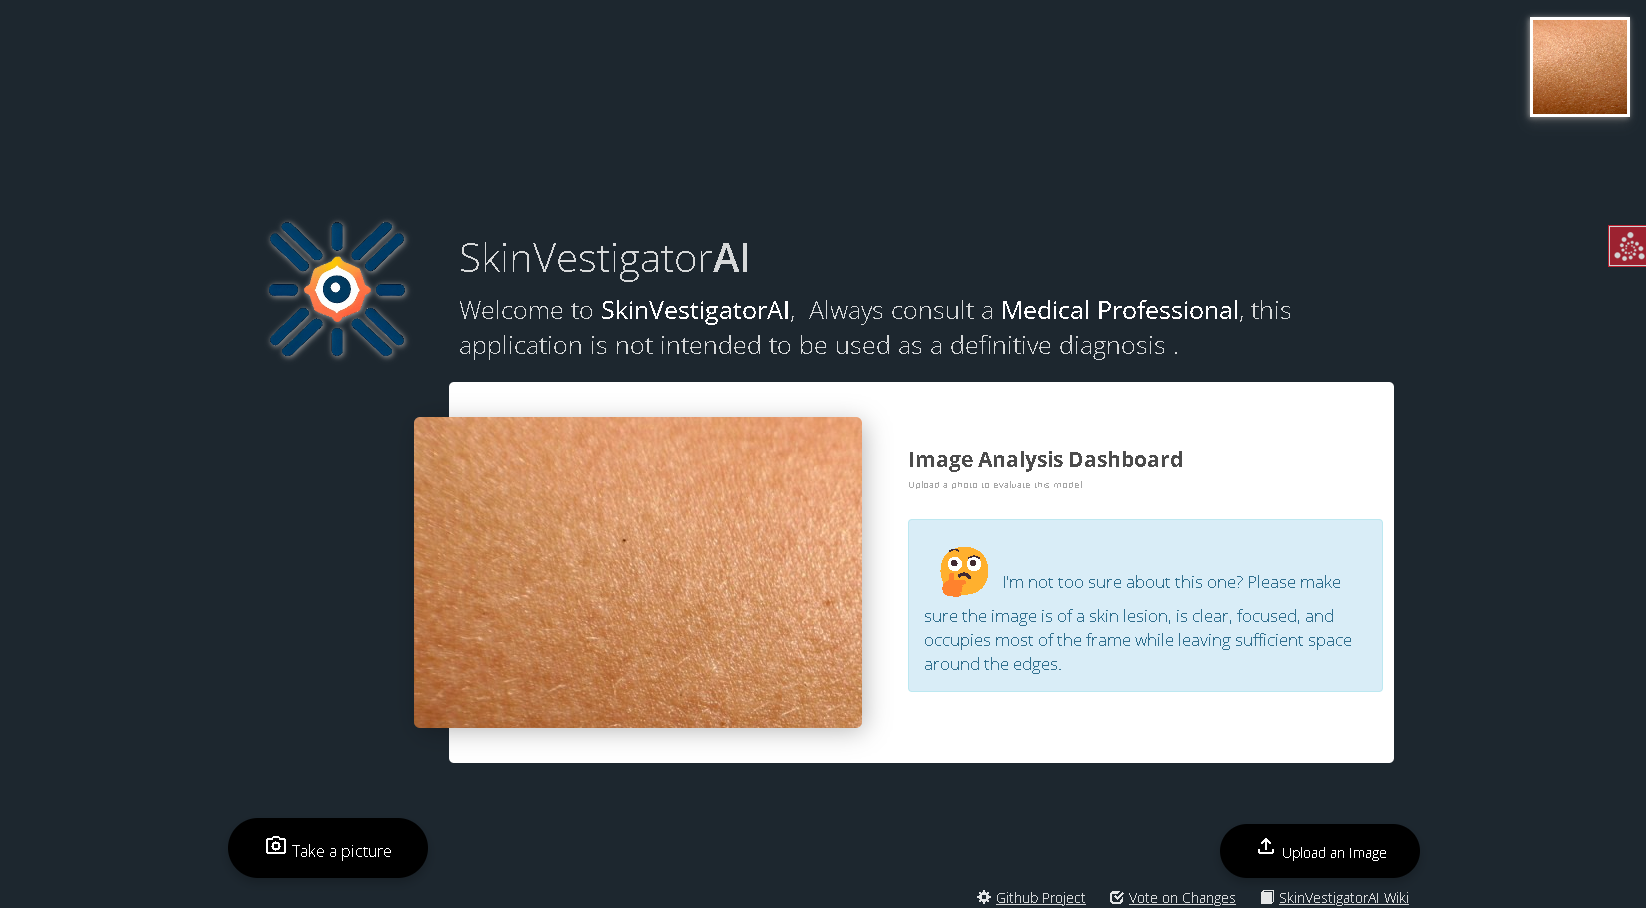 SkinVestigatorAI
Welcome to SkinVestigatorAI, Always consult a Medical Professional, this
application is not intended to be used as a definitive diagnosis .
Image Analysis Dashboard
Upload a photo to evaluate this model
I'm not too sure about this one? Please make
sure the image is of a skin lesion, is clear, focused, and
occupies most of the frame while leaving sufficient space
around the edges.
Take a picture
Upload an Image
Github Project
Vote on Changes
SkinVestigatorAI Wiki